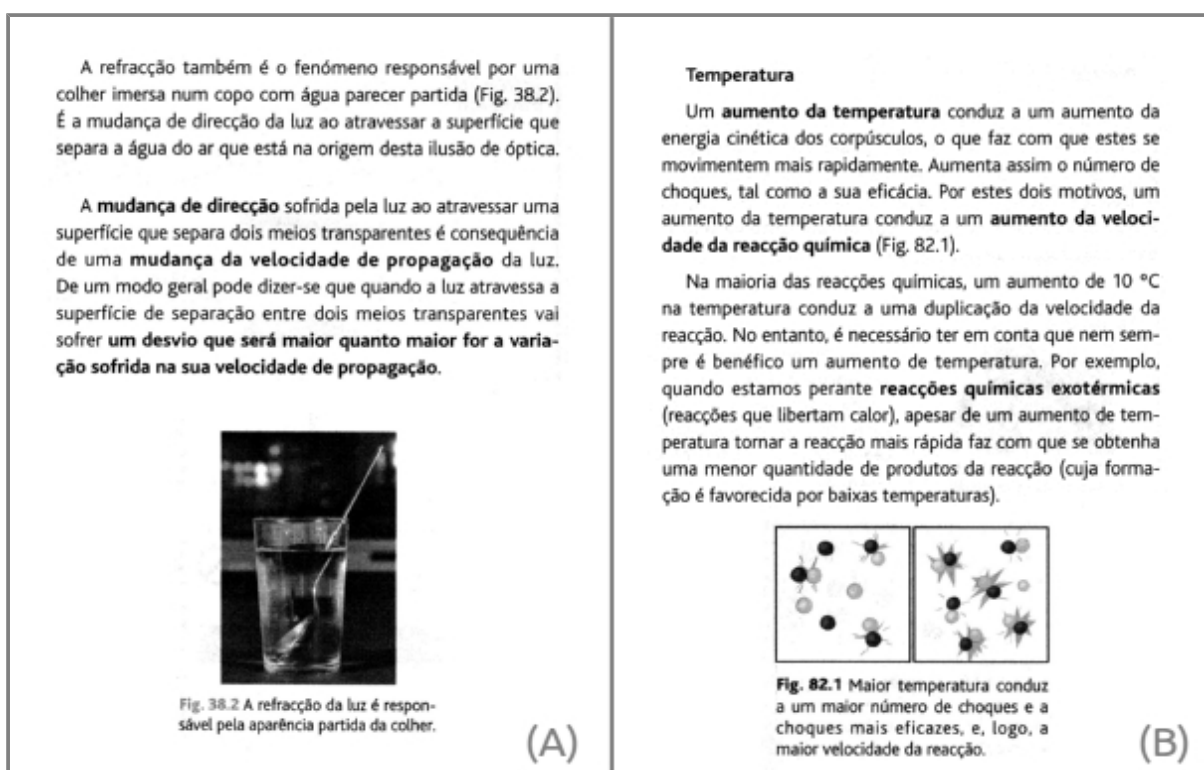 A refracção também é o fenómeno responsável por uma
colher imersa num copo com água parecer partida (Fig. 38.2).
É a mudança de direcção da luz ao atravessar a superfície que
separa a água do ar que está na origem desta ilusão de óptica.
A mudança de direcção sofrida pela luz ao atravessar uma
superfície que separa dois meios transparentes é consequência
de uma mudança da velocidade de propagação da luz.
De um modo geral pode dizer-se que quando a luz atravessa a
superfície de separação entre dois meios transparentes vai
sofrer um desvio que será maior quanto maior for a varia-
ção sofrida na sua velocidade de propagação.
Fig. 38.2 A refracção da luz é respon-
sável pela aparência partida da colher.
(A)
Temperatura
Um aumento da temperatura conduz a um aumento da
energia cinética dos corpúsculos, o que faz com que estes se
movimentem mais rapidamente. Aumenta assim o número de
choques, tal como a sua eficácia. Por estes dois motivos, um
aumento da temperatura conduz a um aumento da veloci-
dade da reacção química (Fig. 82.1).
Na maioria das reacções químicas, um aumento de 10 °C
na temperatura conduz a uma duplicação da velocidade da
reacção. No entanto, é necessário ter em conta que nem sem-
pre é benéfico um aumento de temperatura. Por exemplo,
quando estamos perante reacções químicas exotérmicas
(reacções que libertam calor), apesar de um aumento de tem-
peratura tornar a reacção mais rápida faz com que se obtenha
uma menor quantidade de produtos da reacção (cuja forma-
ção é favorecida por baixas temperaturas).
Fig. 82.1 Maior temperatura conduz
a um maior número de choques e a
choques mais eficazes, e, logo, a
maior velocidade da reacção.
(B)